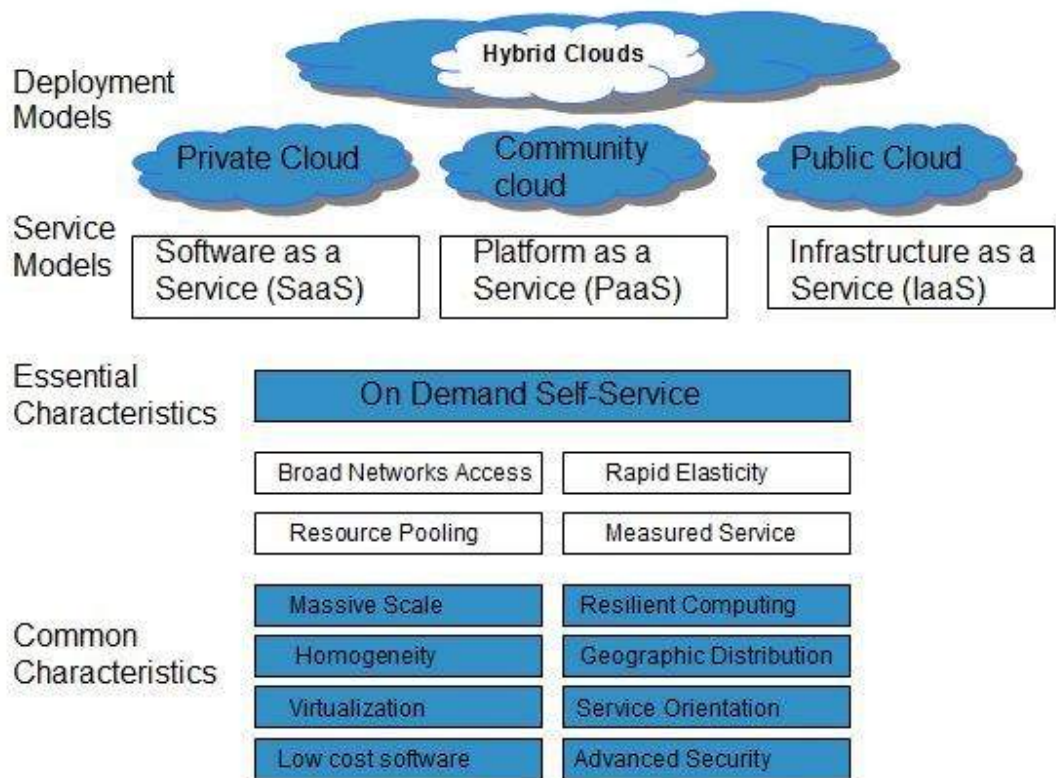 Hybrid Clouds
Deployment
Models
Private Cloud
Community
cloud
Public Cloud
Service
Models
Software as a
Service (SaaS)
Platform as a
Service (PaaS)
Infrastructure as a
Service (IaaS)
Essential
Characteristics
On Demand Self-Service
Broad Networks Access
Rapid Elasticity
Resource Pooling
Measured Service
Common
Characteristics
Massive Scale
Resilient Computing
Homogeneity
Geographic Distribution
Virtualization
Service Orientation
Low cost software
Advanced Security